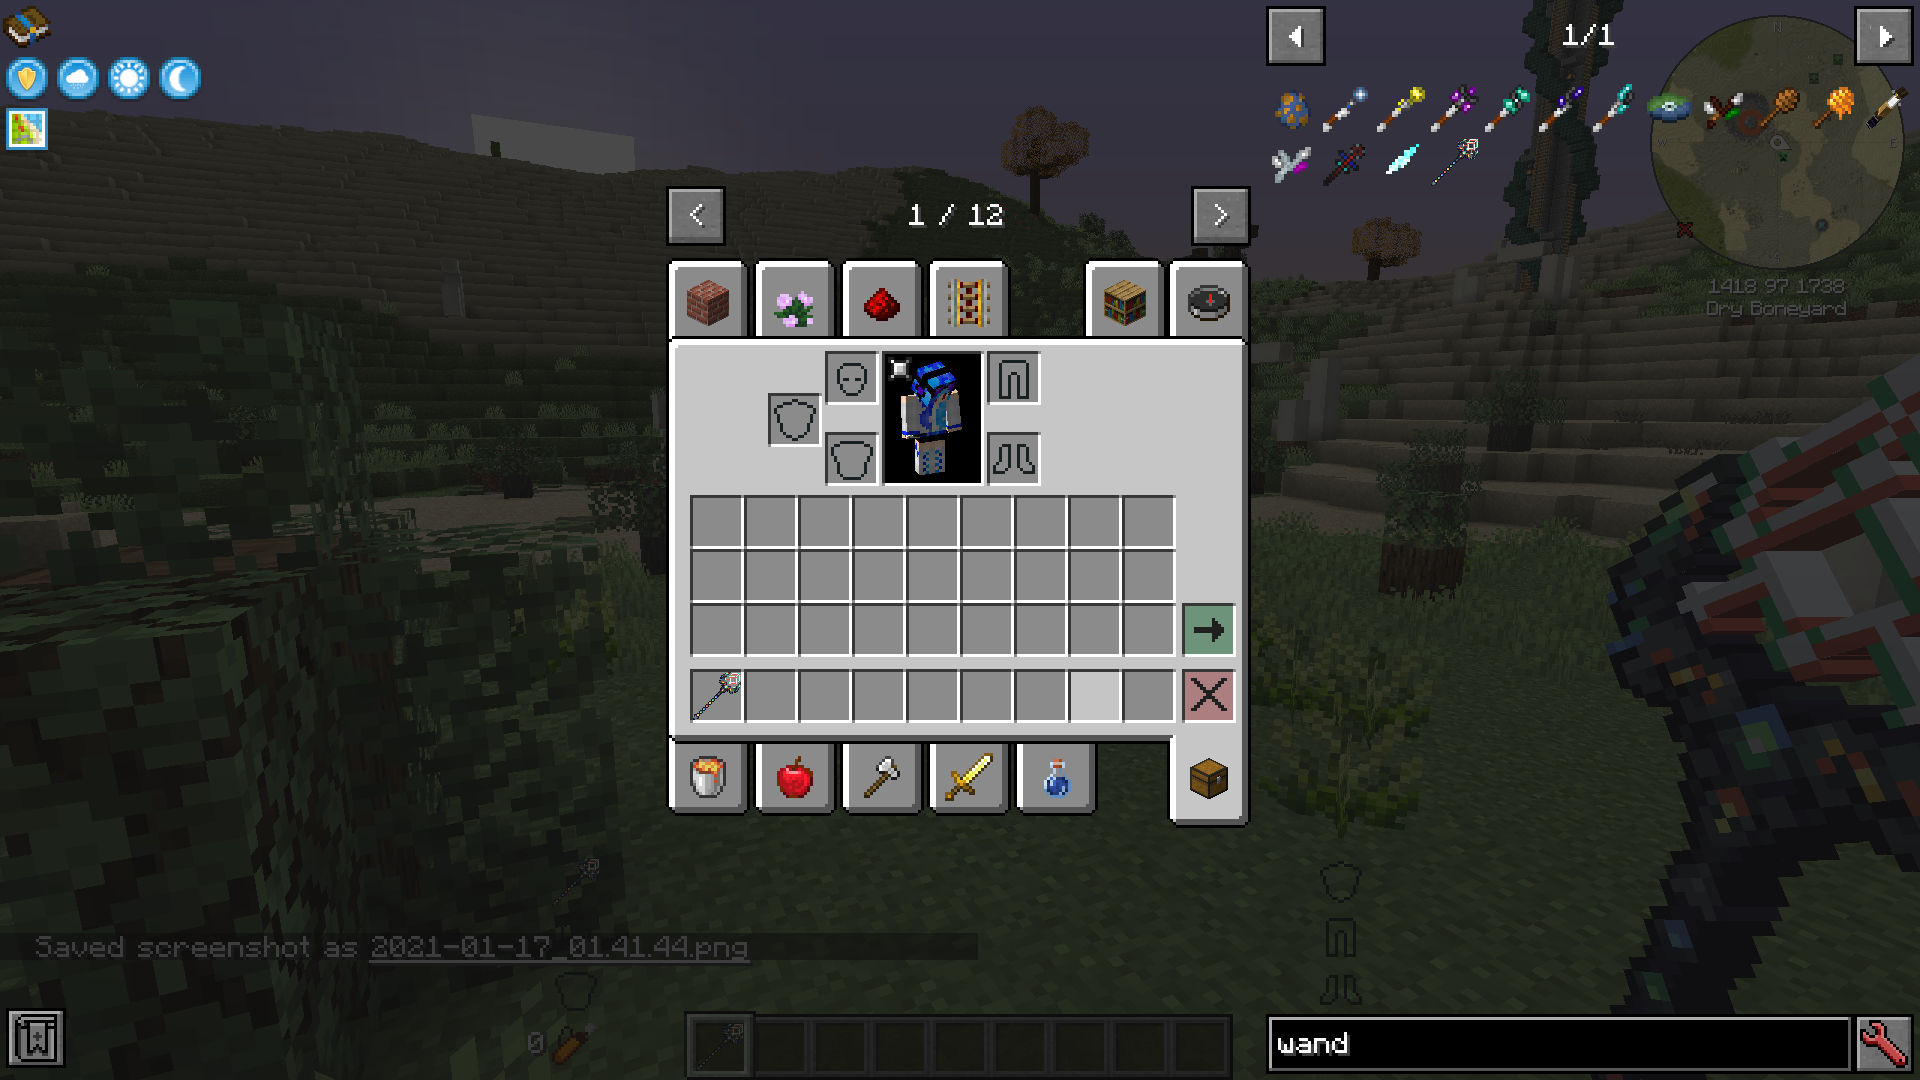 1/1
1 / 12
N
W
E
1418 97 1738
Dry Boneyard
Saved screenshot as 2021-01-17_01.41.44.png
0
wand